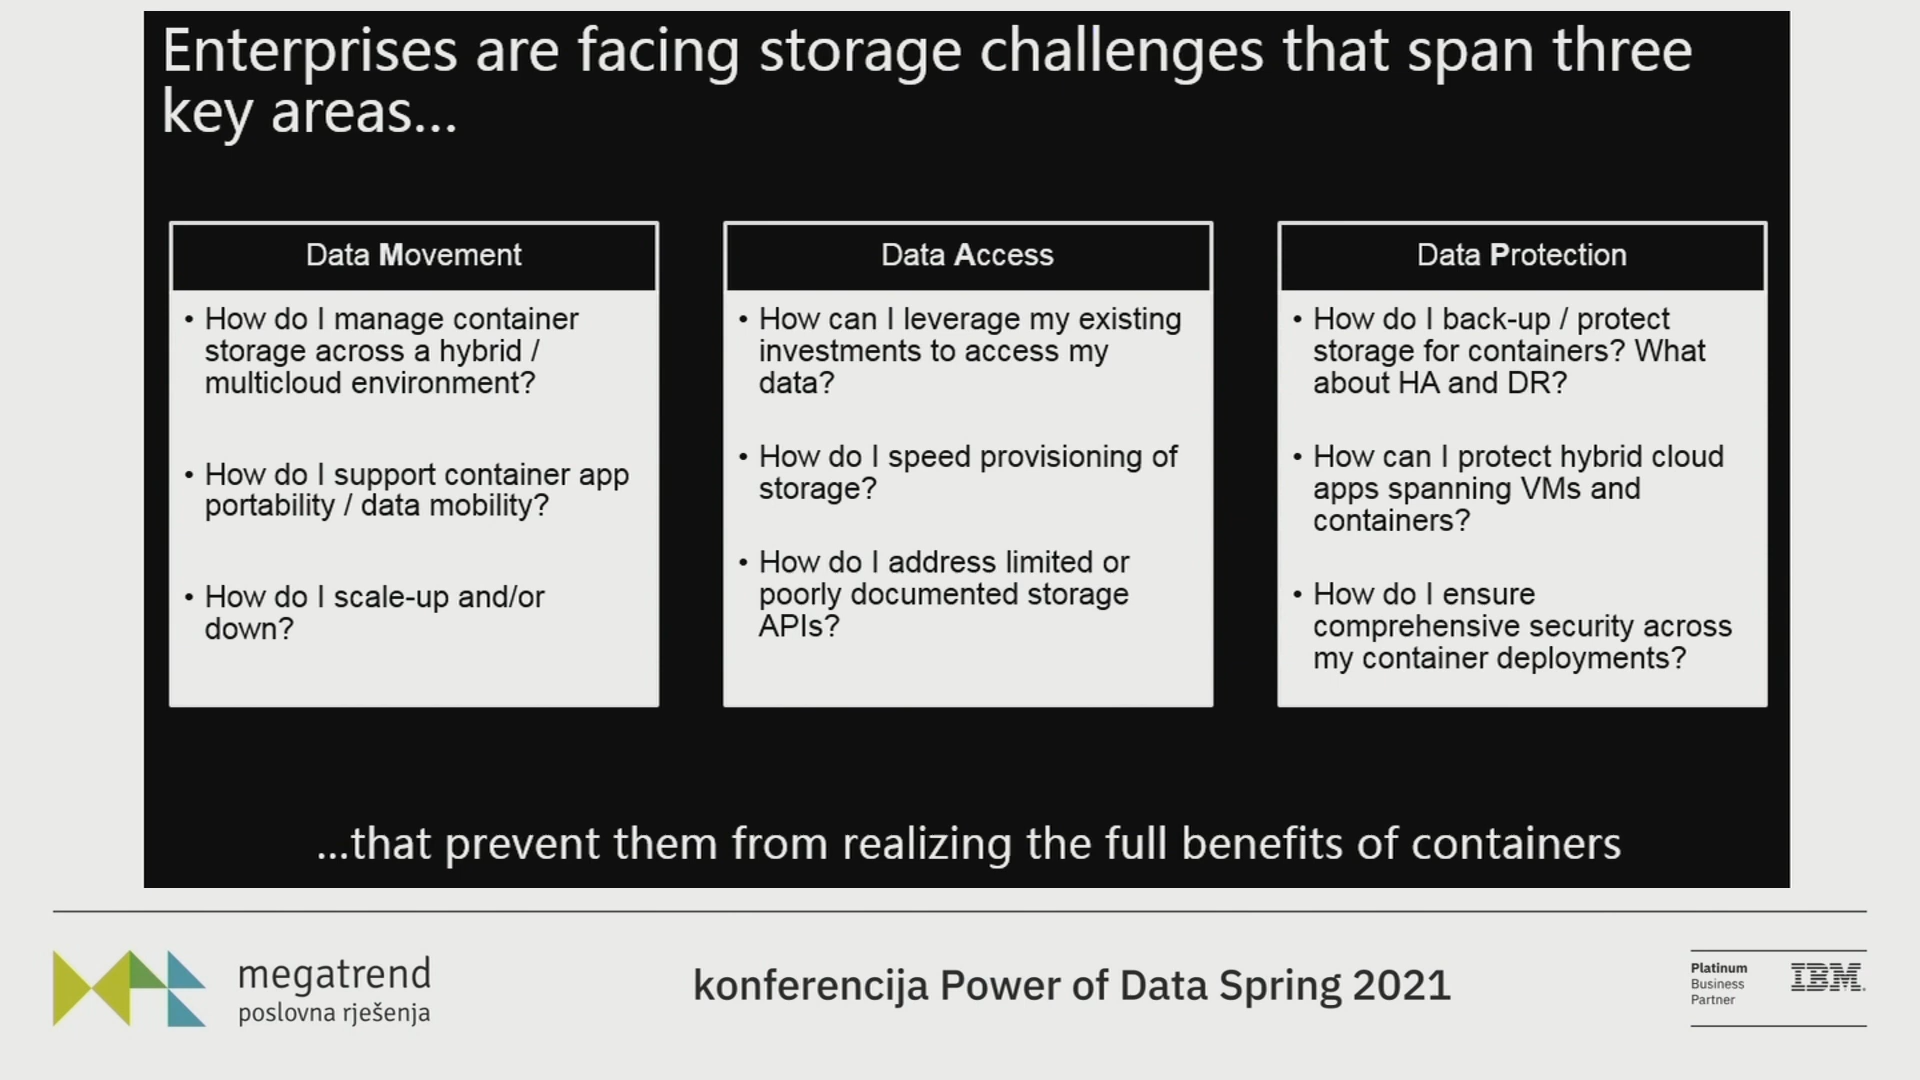 Enterprises are facing storage challenges that span three
key areas...
Data Movement
• How do I manage container
storage across a hybrid /
multicloud environment?
• How do I support container app
portability / data mobility?
• How do I scale-up and/or
down?
Data Access
• How can I leverage my existing
investments to access my
data?
• How do I speed provisioning of
storage?
• How do I address limited or
poorly documented storage
APIs?
Data Protection
• How do I back-up / protect
storage for containers? What
about HA and DR?
• How can I protect hybrid cloud
apps spanning VMs and
containers?
• How do I ensure
comprehensive security across
my container deployments?
...that prevent them from realizing the full benefits of containers
megatrend
poslovna rješenja
konferencija Power of Data Spring 2021
Platinum
Business
Partner
IBM